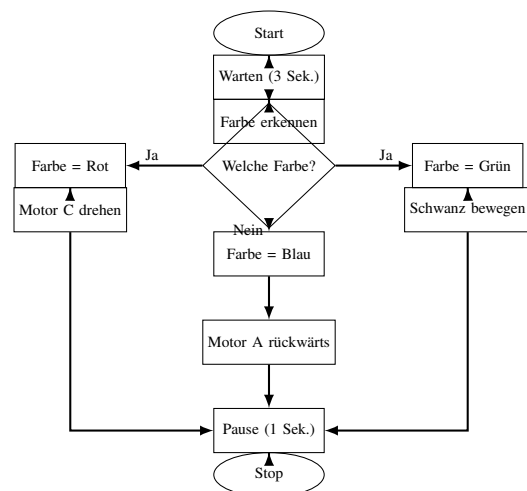 Start
Warten (3 Sek.)
Farbe erkennen
Welche Farbe?
Ja
Ja
Farbe = Rot
Farbe = Grün
Motor C drehen
Schwanz bewegen
Nein
Farbe = Blau
Motor A rückwärts
Pause (1 Sek.)
Stop